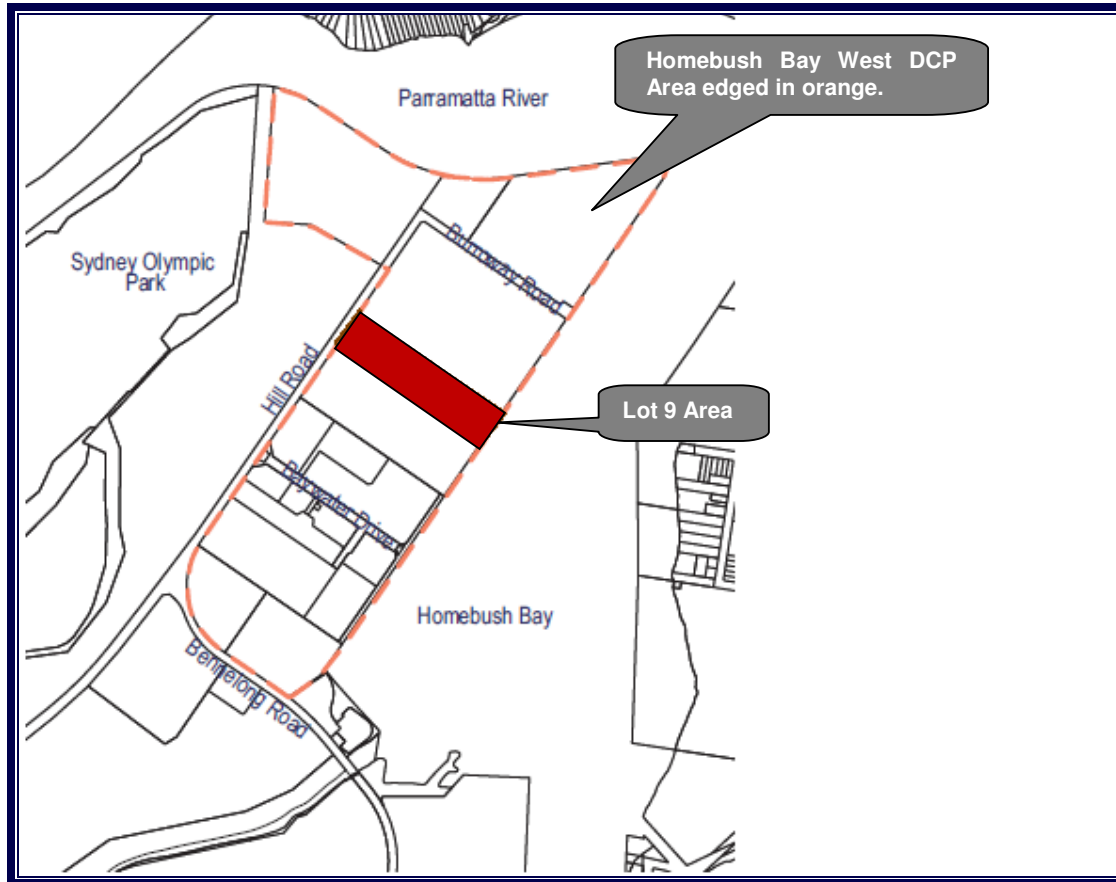 Homebush Bay West DCP
Area edged in orange.
Parramatta River
Burroway Road
Sydney Olympic
Park
Hill Road
Lot 9 Area
Baywater Drive
Homebush Bay
Bennelong Road